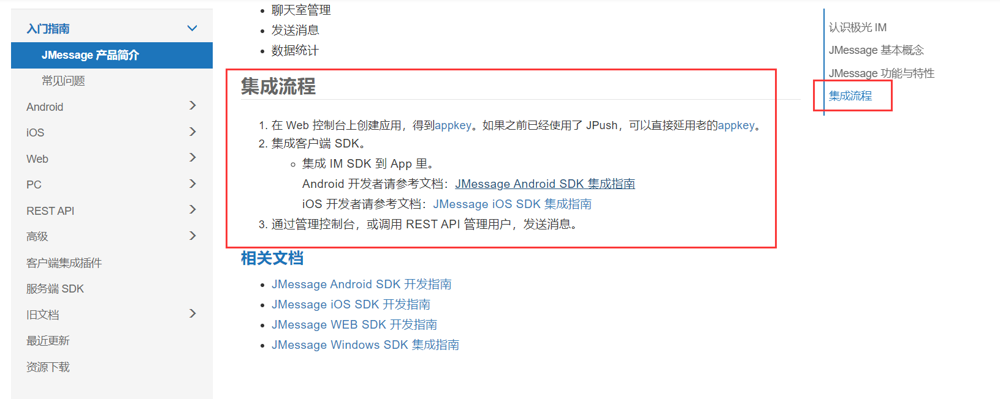 入门指南
JMessage 产品简介
常见问题
Android
iOS
Web
PC
REST API
高级
客户端集成插件
服务端 SDK
旧文档
最近更新
资源下载
聊天室管理
发送消息
数据统计
集成流程
1. 在 Web 控制台上创建应用，得到appkey。如果之前已经使用了 JPush，可以直接延用老的appkey。
2. 集成客户端 SDK。
集成 IM SDK 到 App 里。
Android 开发者请参考文档：JMessage Android SDK 集成指南
iOS 开发者请参考文档：JMessage iOS SDK 集成指南
3. 通过管理控制台，或调用 REST API 管理用户，发送消息。
相关文档
JMessage Android SDK 开发指南
JMessage iOS SDK 开发指南
JMessage WEB SDK 开发指南
JMessage Windows SDK 集成指南
认识极光 IM
JMessage 基本概念
JMessage 功能与特性
集成流程